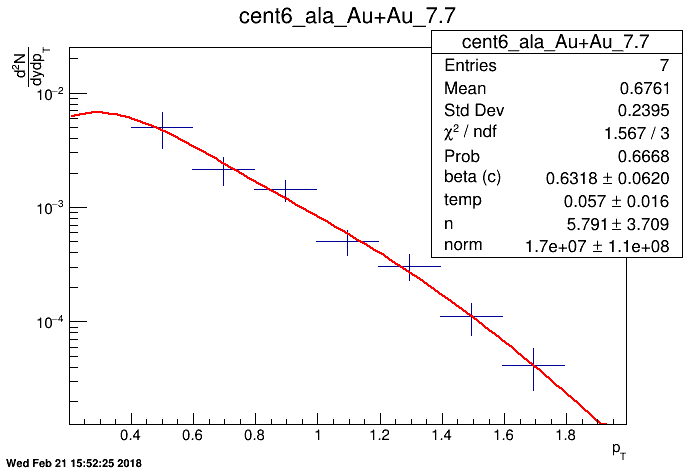 cent6_ala_Au+Au_7.7
cent6_ala_Au+Au_7.7
Entries 7
Mean 0.6761
Std Dev 0.2395
χ² / ndf 1.567 / 3
Prob 0.6668
beta (c) 0.6318 ± 0.0620
temp 0.057 ± 0.016
n 5.791 ± 3.709
norm 1.7e+07 ± 1.1e+08
d²N
dydp_T
10⁻²
10⁻³
10⁻⁴
0.4 0.6 0.8 1 1.2 1.4 1.6 1.8
p_T
Wed Feb 21 15:52:25 2018